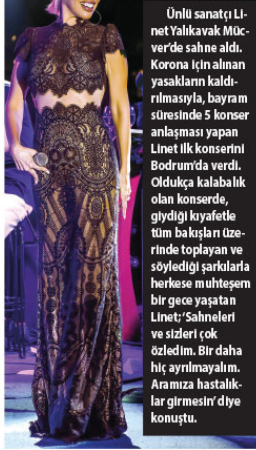 Ünlü sanatçı Li-
net Yalıkavak Müc-
ver'de sahne aldı.
Korona için alınan
yasakların kaldı-
rılmasıyla, bayram
süresinde 5 konser
anlaşması yapan
Linet ilk konserini
Bodrum'da verdi.
Oldukça kalabalık
olan konserde,
giydiği kıyafetle
tüm bakışları üze-
rinde toplayan ve
söylediği şarkılarla
herkese muhteşem
bir gece yaşatan
Linet; 'Sahneleri
ve sizleri çok
özledim. Bir daha
hiç ayrılmayalım.
Aramıza hastalık-
lar girmesin' diye
konuştu.